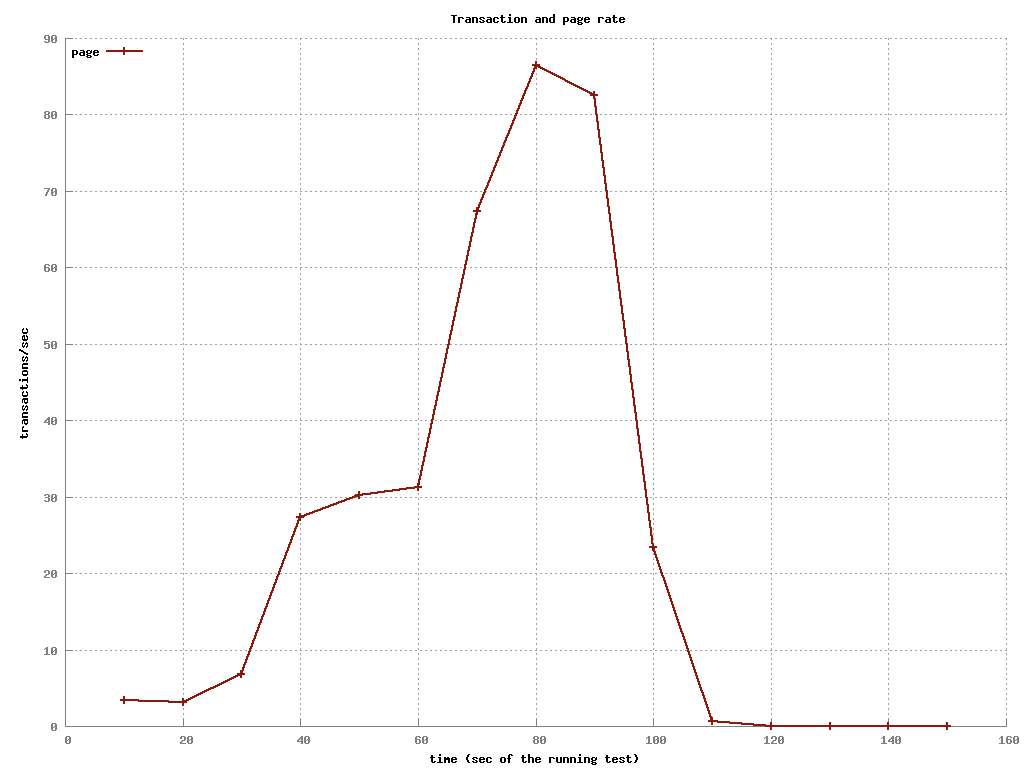 Transaction and page rate
page
90
80
70
60
50
40
30
20
10
0
transactions/sec
0 20 40 60 80 100 120 140 160
time (sec of the running test)